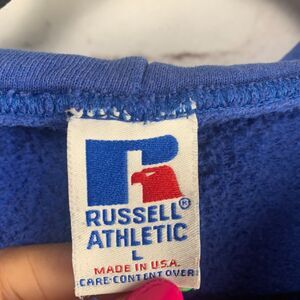 RUSSELL®
ATHLETIC
L
MADE IN U.S.A.
CARE-CONTENT OVER